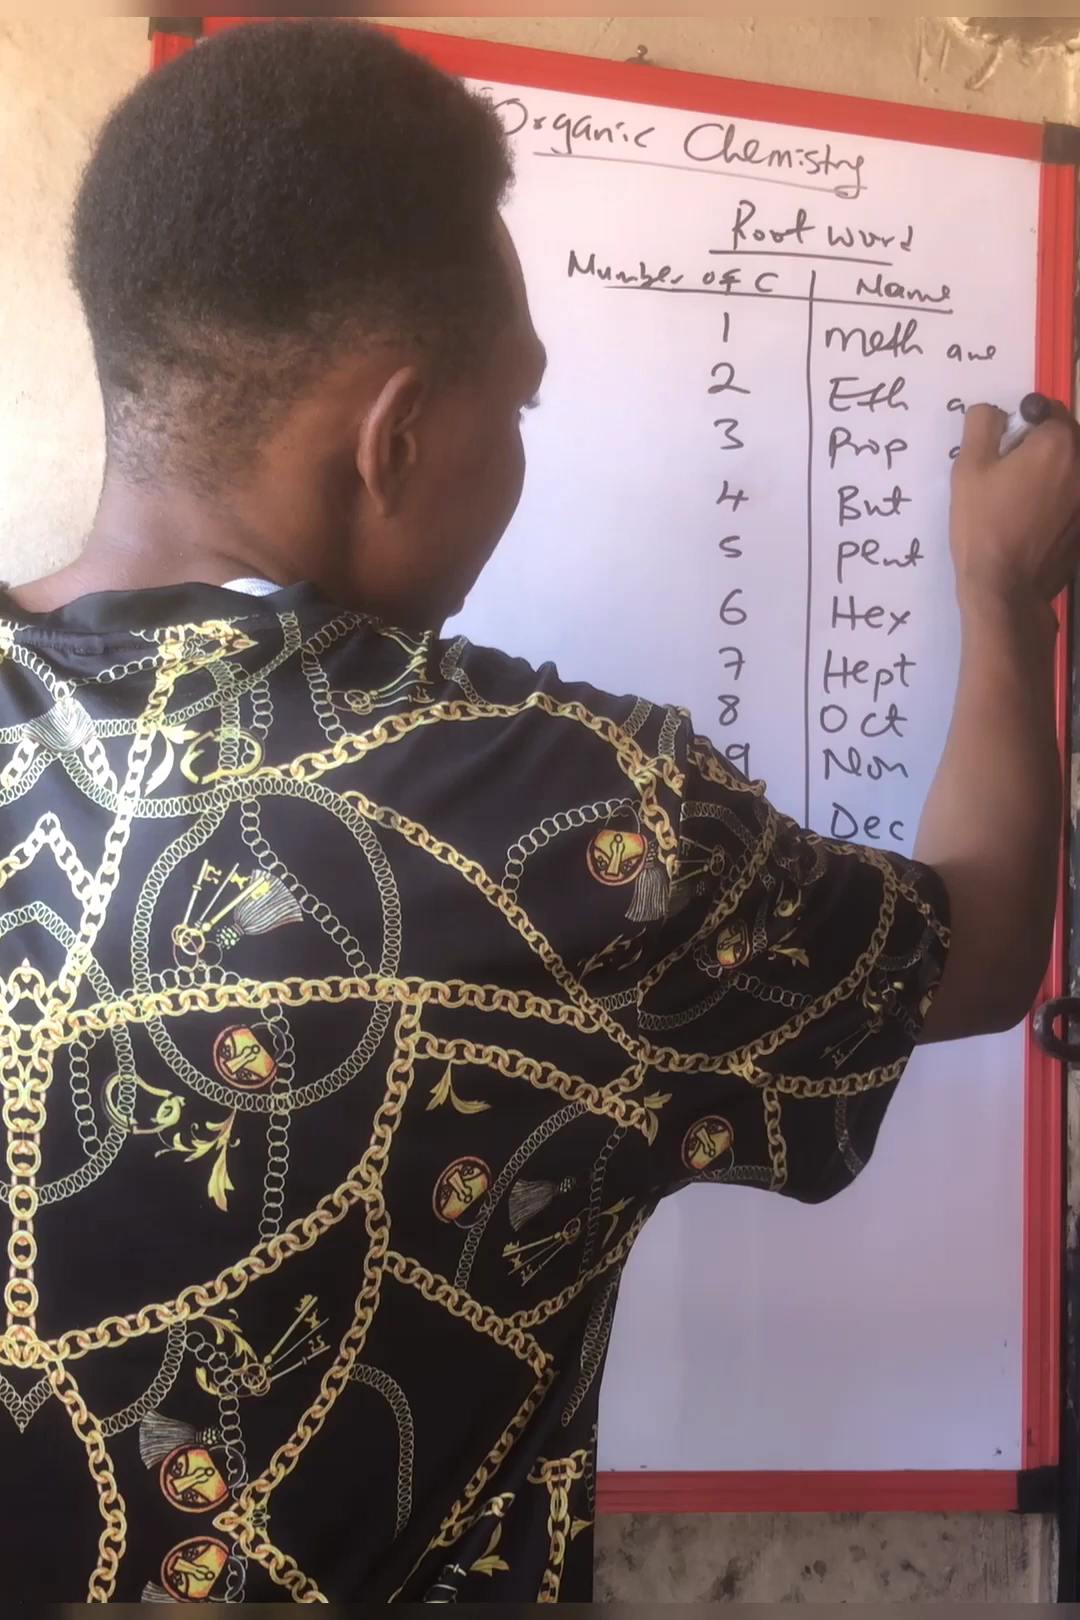 Organic Chemistry
Root word
Number of C Name
1 Meth ane
2 Eth a
3 Prop
4 But
5 Pent
6 Hex
7 Hept
8 Oct
9 Non
Dec